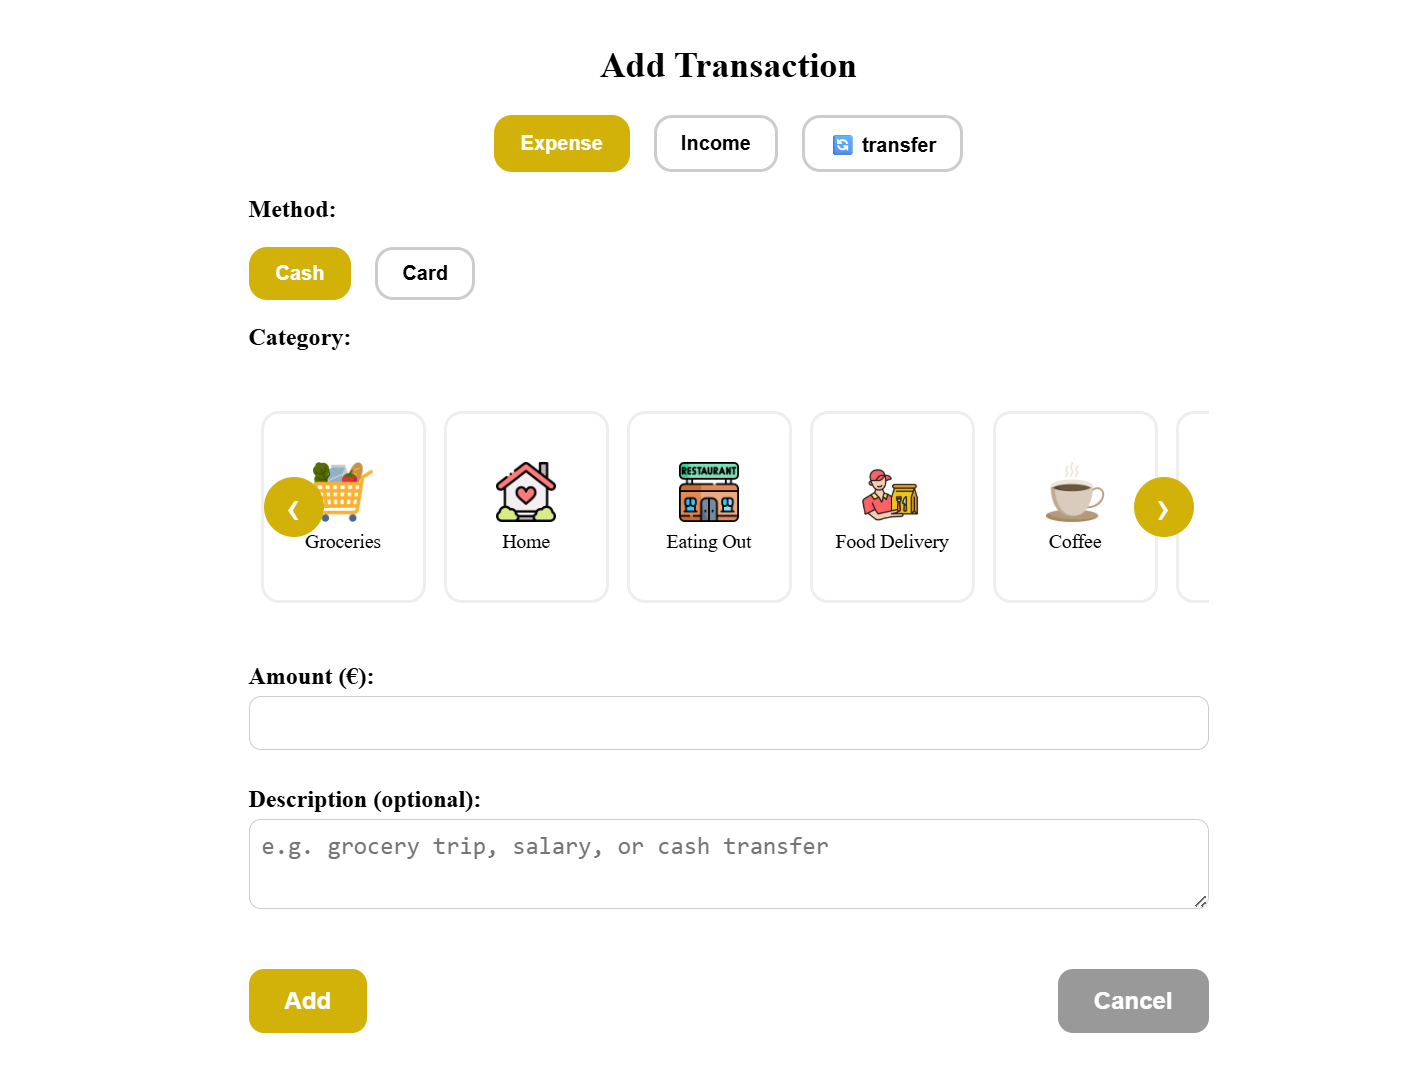 Add Transaction
Expense Income transfer
Method:
Cash Card
Category:
RESTAURANT
Groceries Home Eating Out Food Delivery Coffee
Amount (€):
Description (optional):
e.g. grocery trip, salary, or cash transfer
Add Cancel